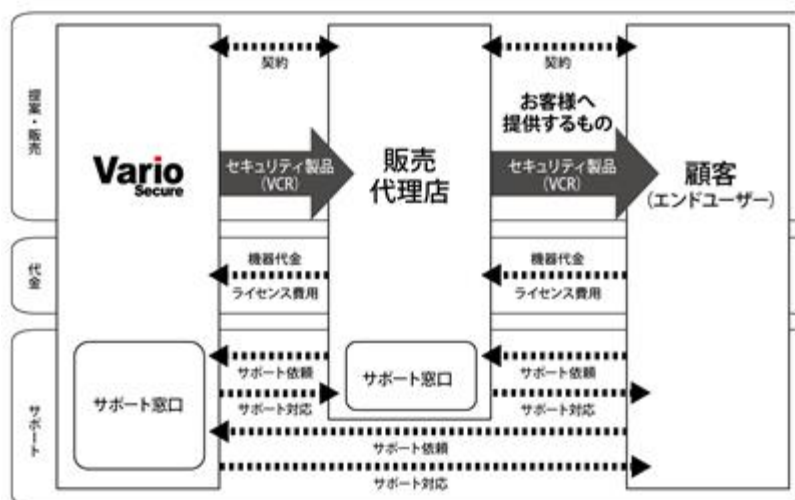 提案・販売
契約
契約
お客様へ
提供するもの
Vario
Secure
セキュリティ製品
(VCR)
販売
代理店
セキュリティ製品
(VCR)
顧客
(エンドユーザー)
代金
機器代金
ライセンス費用
機器代金
ライセンス費用
サポート
サポート窓口
サポート依頼
サポート対応
サポート窓口
サポート依頼
サポート対応
サポート依頼
サポート対応